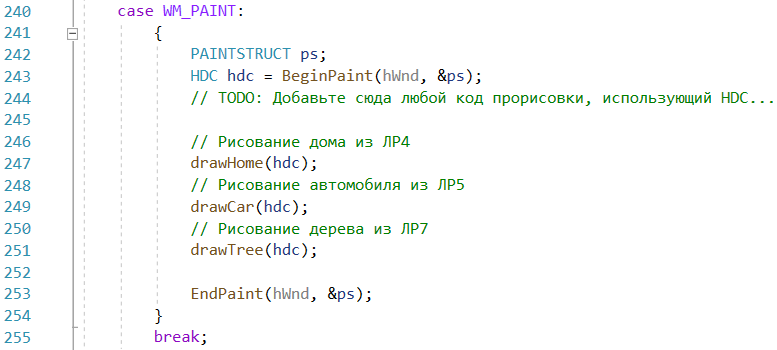 240 case WM_PAINT:
241 {
242 PAINTSTRUCT ps;
243 HDC hdc = BeginPaint(hWnd, &ps);
244 // TODO: Добавьте сюда любой код прорисовки, использующий HDC...
245
246 // Рисование дома из ЛР4
247 drawHome(hdc);
248 // Рисование автомобиля из ЛР5
249 drawCar(hdc);
250 // Рисование дерева из ЛР7
251 drawTree(hdc);
252
253 EndPaint(hWnd, &ps);
254 }
255 break;